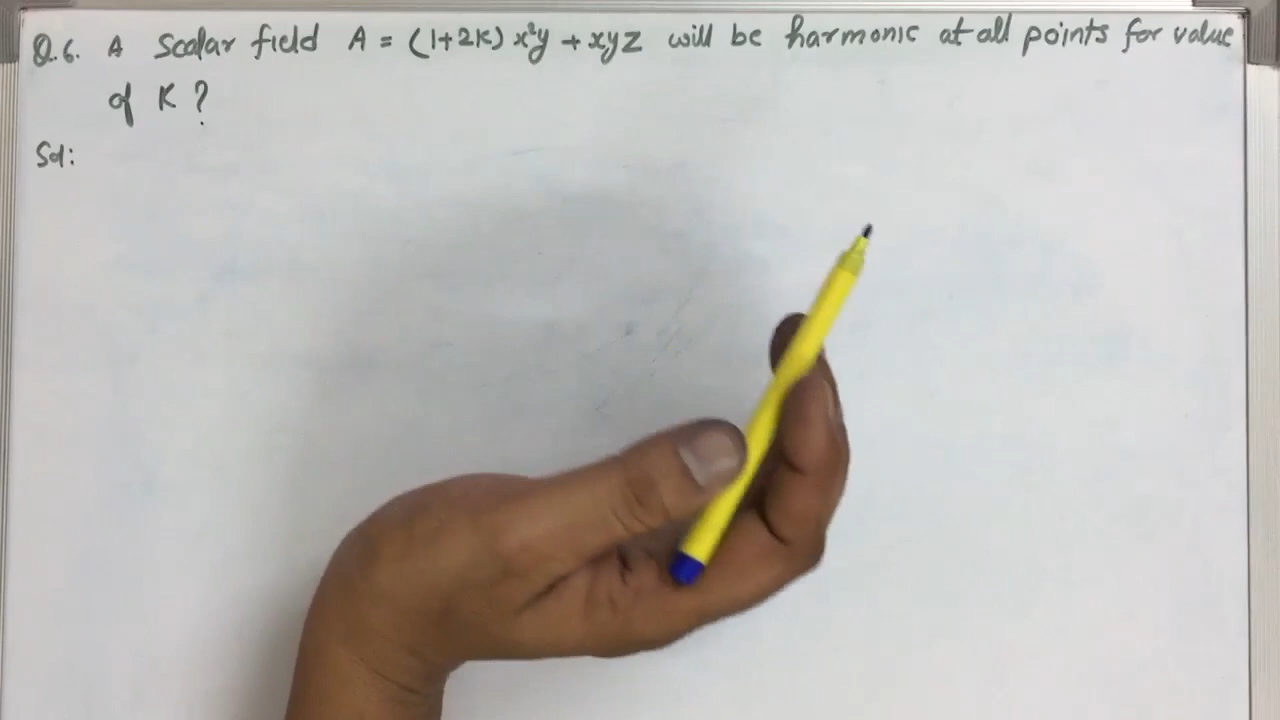 Q.6. A Scalar field A = (1+2K) x²y + xyz will be harmonic at all points for value
of K ?
Sol: